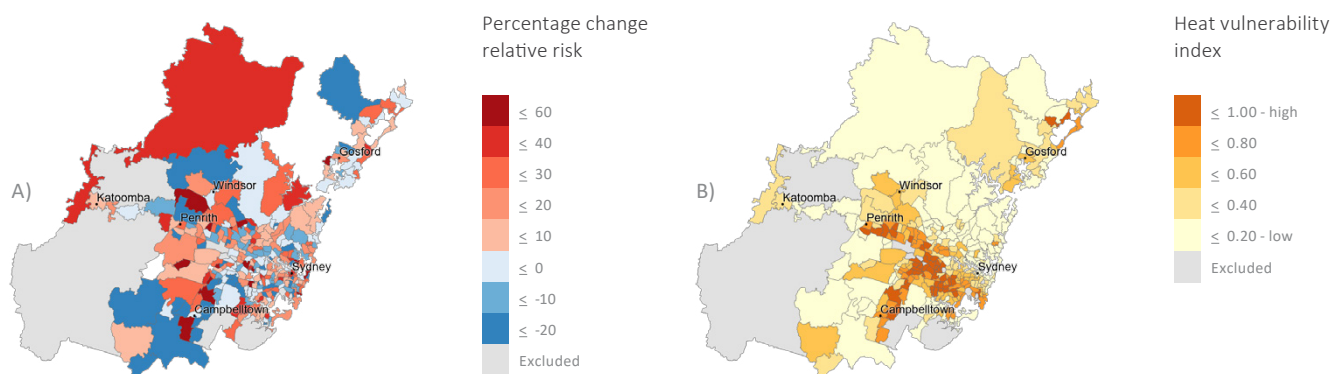 A)
Katoomba
Windsor
Penrith
Gosford
Sydney
Campbelltown
Percentage change
relative risk
≤ 60
≤ 40
≤ 30
≤ 20
≤ 10
≤ 0
≤ -10
≤ -20
Excluded
B)
Katoomba
Windsor
Penrith
Gosford
Sydney
Campbelltown
Heat vulnerability
index
≤ 1.00 - high
≤ 0.80
≤ 0.60
≤ 0.40
≤ 0.20 - low
Excluded